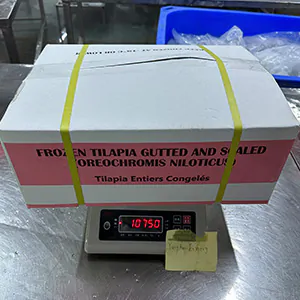 FROZEN TILAPIA GUTTED AND SCALED
(OREOCHROMIS NILOTICUS)
Tilapia Entiers Congelés
10750